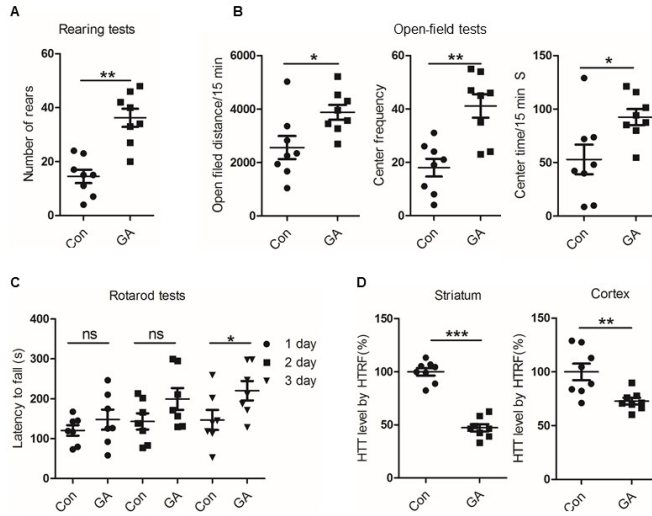 A
Rearing tests
Number of rears
60
40
20
0
**
Con
GA
B
Open-field tests
Open filed distance/15 min
6000
4000
2000
0
*
Con
GA
Center frequency
60
40
20
0
**
Con
GA
Center time/15 min S
150
100
50
0
*
Con
GA
C
Rotarod tests
Latency to fall (s)
400
300
200
100
0
ns
ns
*
1 day
2 day
3 day
Con
GA
Con
GA
Con
GA
D
Striatum
HTT level by HTRF(%)
150
100
50
0
***
Con
GA
Cortex
HTT level by HTRF(%)
150
100
50
0
**
Con
GA